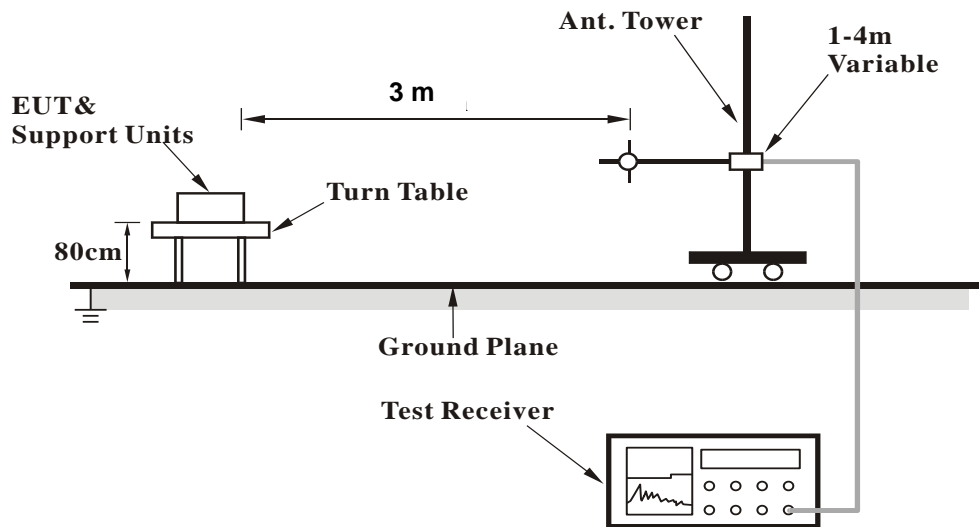 Ant. Tower
1-4m
Variable
3 m
EUT&
Support Units
Turn Table
80cm
Ground Plane
Test Receiver